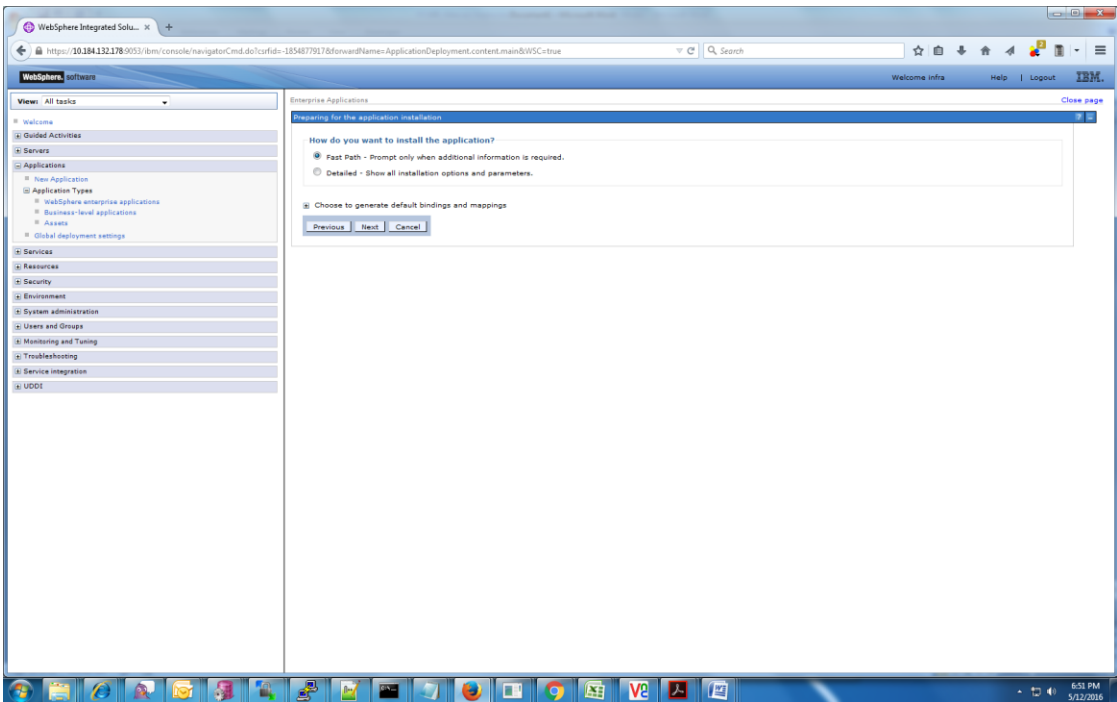 WebSphere Integrated Solu... × +
https://10.184.132.178:9053/ibm/console/navigatorCmd.do?csrfid=-1854877917&forwardName=ApplicationDeployment.content.main&WSC=true
Search
WebSphere. software
Welcome infra
Help | Logout
IBM.
View: All tasks
Welcome
Guided Activities
Servers
Applications
New Application
Application Types
WebSphere enterprise applications
Business-level applications
Assets
Global deployment settings
Services
Resources
Security
Environment
System administration
Users and Groups
Monitoring and Tuning
Troubleshooting
Service integration
UDDI
Enterprise Applications
Close page
Preparing for the application installation
? -
How do you want to install the application?
Fast Path - Prompt only when additional information is required.
Detailed - Show all installation options and parameters.
Choose to generate default bindings and mappings
Previous Next Cancel
6:51 PM
5/12/2016